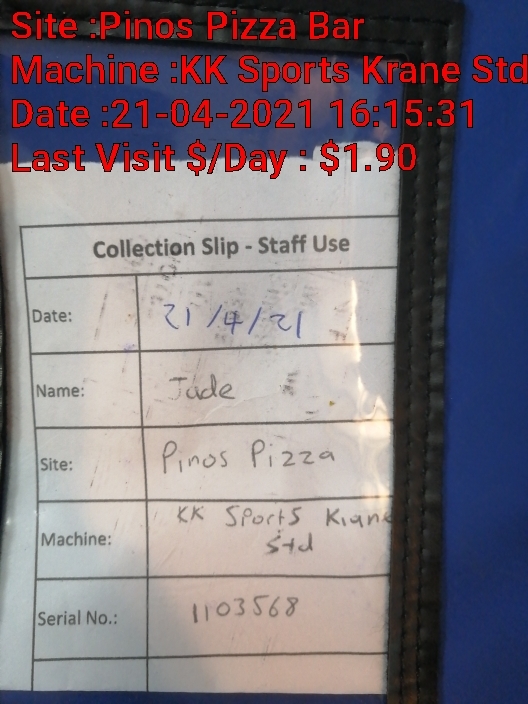 Site :Pinos Pizza Bar
Machine :KK Sports Krane Std
Date :21-04-2021 16:15:31
Last Visit $/Day : $1.90
Collection Slip - Staff Use
Date: 21/4/21
Name: Jade
Site: Pinos Pizza
Machine: KK Sports Krane
Std
Serial No.: 1103568